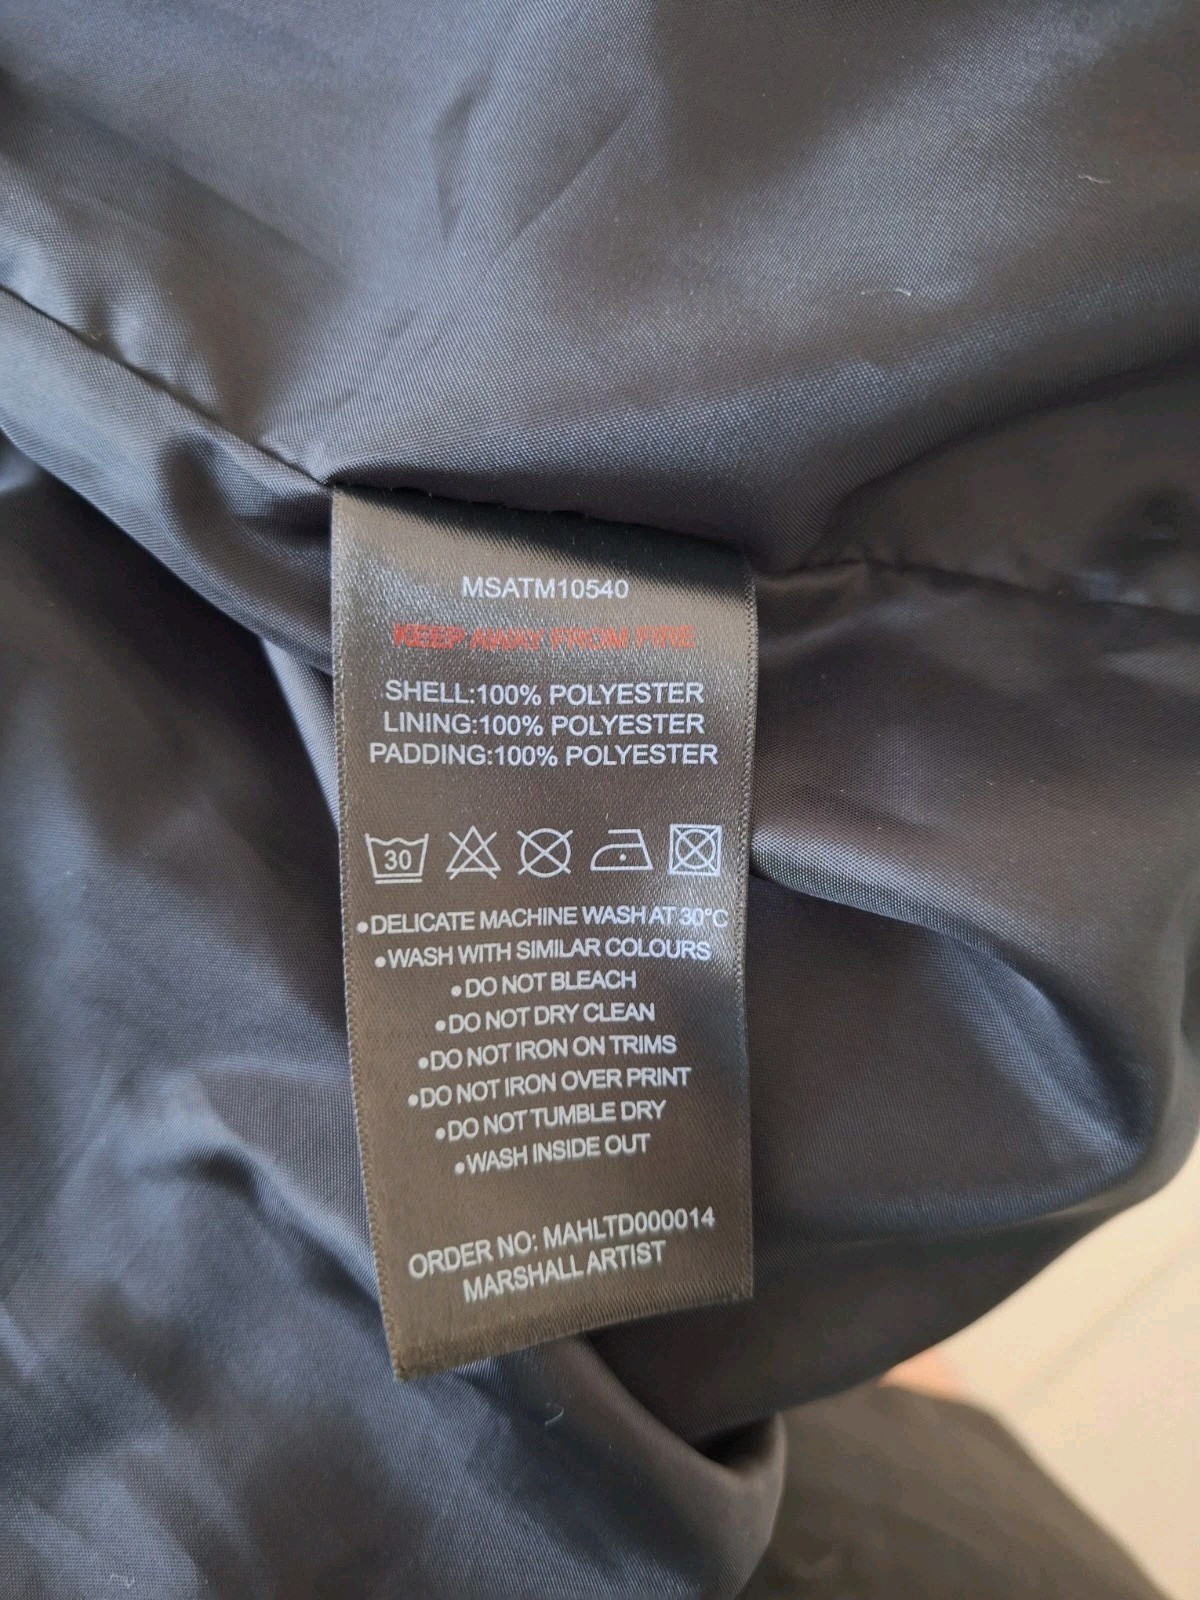 MSATM10540
KEEP AWAY FROM FIRE
SHELL:100% POLYESTER
LINING:100% POLYESTER
PADDING:100% POLYESTER
30
•DELICATE MACHINE WASH AT 30°C
•WASH WITH SIMILAR COLOURS
•DO NOT BLEACH
•DO NOT DRY CLEAN
•DO NOT IRON ON TRIMS
•DO NOT IRON OVER PRINT
•DO NOT TUMBLE DRY
•WASH INSIDE OUT
ORDER NO: MAHLTD000014
MARSHALL ARTIST